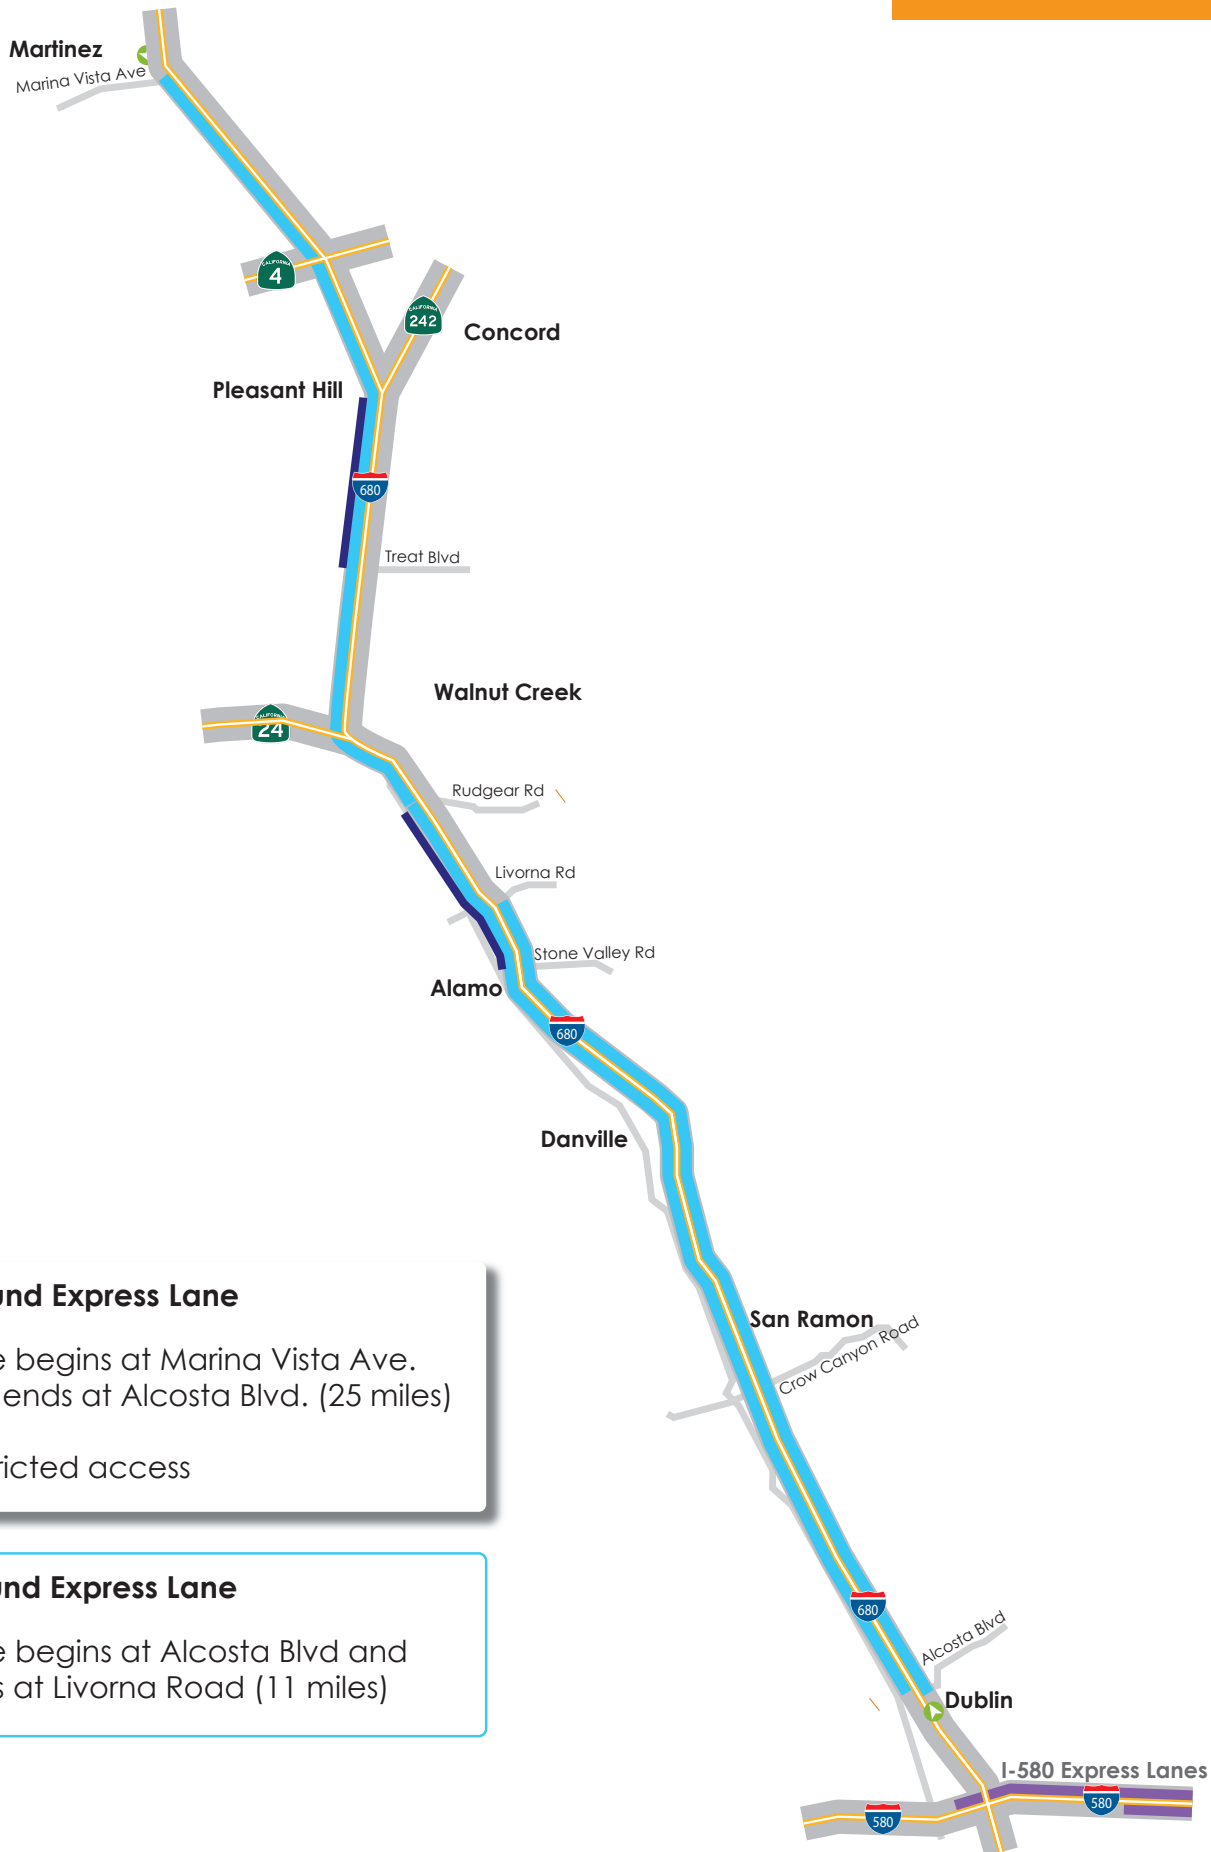 Martinez
Marina Vista Ave
CALIFORNIA
4
CALIFORNIA
242
Concord
Pleasant Hill
680
Treat Blvd
Walnut Creek
CALIFORNIA
24
Rudgear Rd
Livorna Rd
Stone Valley Rd
Alamo
680
Danville
und Express Lane
e begins at Marina Vista Ave.
ends at Alcosta Blvd. (25 miles)
ricted access
San Ramon
Crow Canyon Road
und Express Lane
e begins at Alcosta Blvd and
s at Livorna Road (11 miles)
680
Alcosta Blvd
Dublin
I-580 Express Lanes
580
580